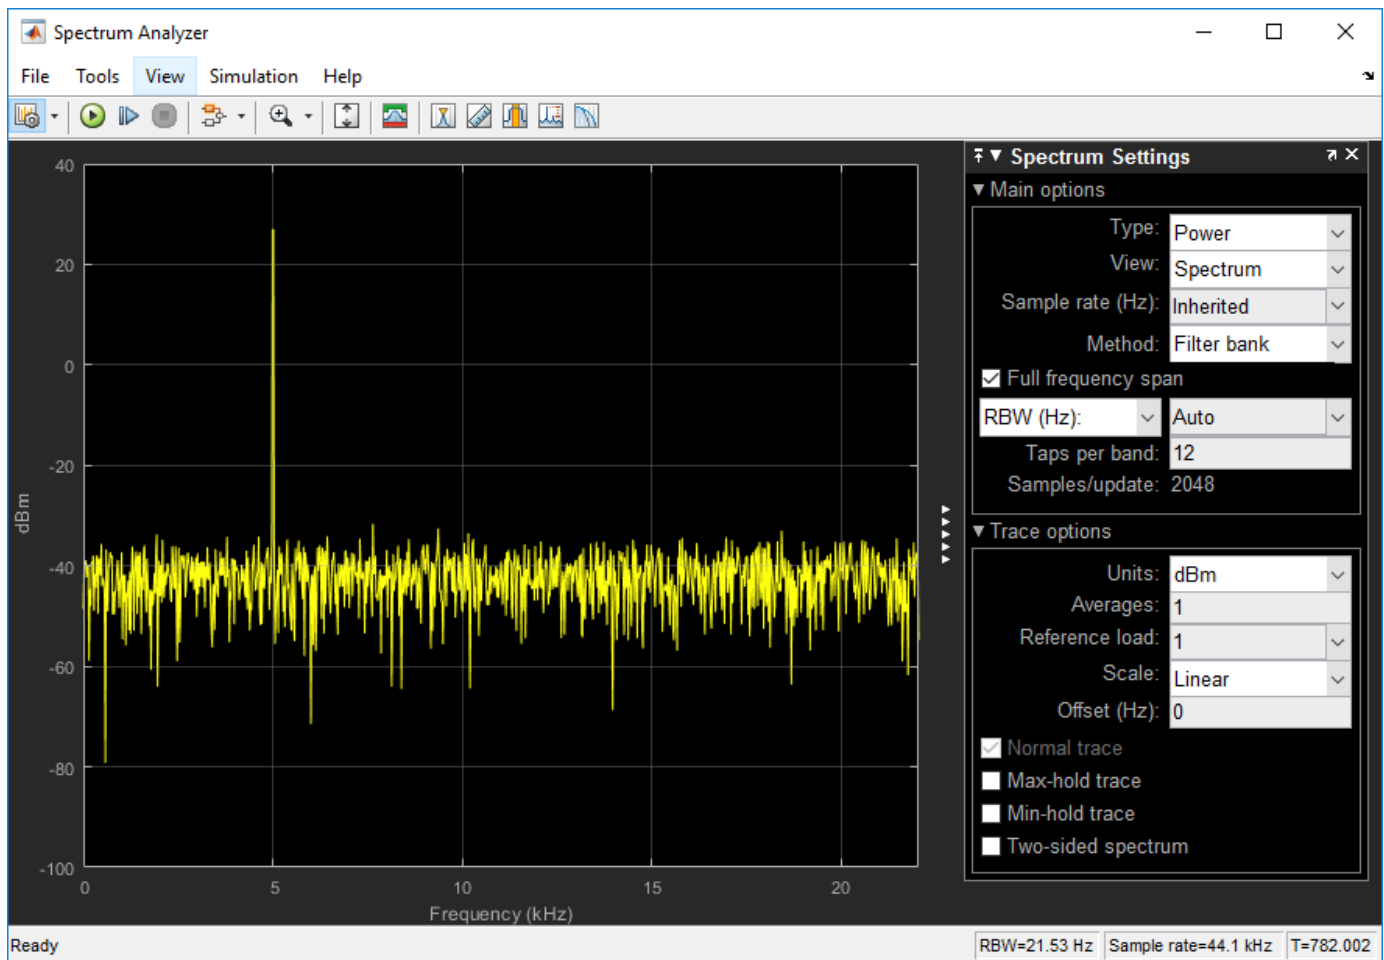 Spectrum Analyzer
File Tools View Simulation Help
Spectrum Settings
Main options
Type: Power
View: Spectrum
Sample rate (Hz): Inherited
Method: Filter bank
Full frequency span
RBW (Hz): Auto
Taps per band: 12
Samples/update: 2048
Trace options
Units: dBm
Averages: 1
Reference load: 1
Scale: Linear
Offset (Hz): 0
Normal trace
Max-hold trace
Min-hold trace
Two-sided spectrum
40
20
0
-20
-40
-60
-80
-100
dBm
0 5 10 15 20
Frequency (kHz)
Ready RBW=21.53 Hz Sample rate=44.1 kHz T=782.002